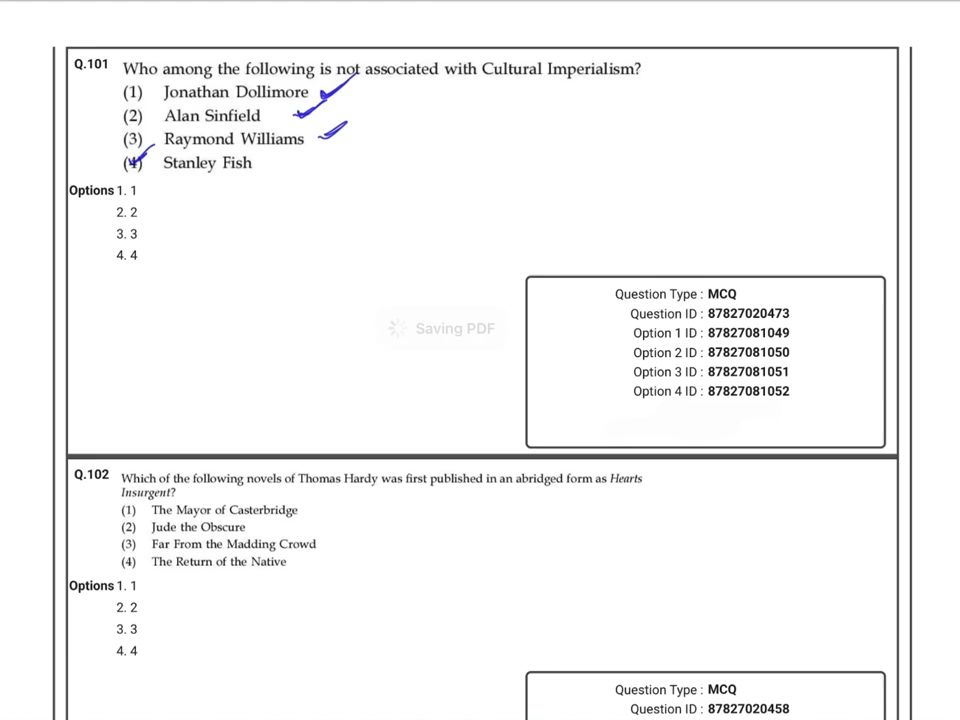 Q.101 Who among the following is not associated with Cultural Imperialism?
(1) Jonathan Dollimore
(2) Alan Sinfield
(3) Raymond Williams
(4) Stanley Fish
Options 1. 1
2. 2
3. 3
4. 4
Question Type : MCQ
Question ID : 87827020473
Option 1 ID : 87827081049
Option 2 ID : 87827081050
Option 3 ID : 87827081051
Option 4 ID : 87827081052
Saving PDF
Q.102 Which of the following novels of Thomas Hardy was first published in an abridged form as Hearts
Insurgent?
(1) The Mayor of Casterbridge
(2) Jude the Obscure
(3) Far From the Madding Crowd
(4) The Return of the Native
Options 1. 1
2. 2
3. 3
4. 4
Question Type : MCQ
Question ID : 87827020458